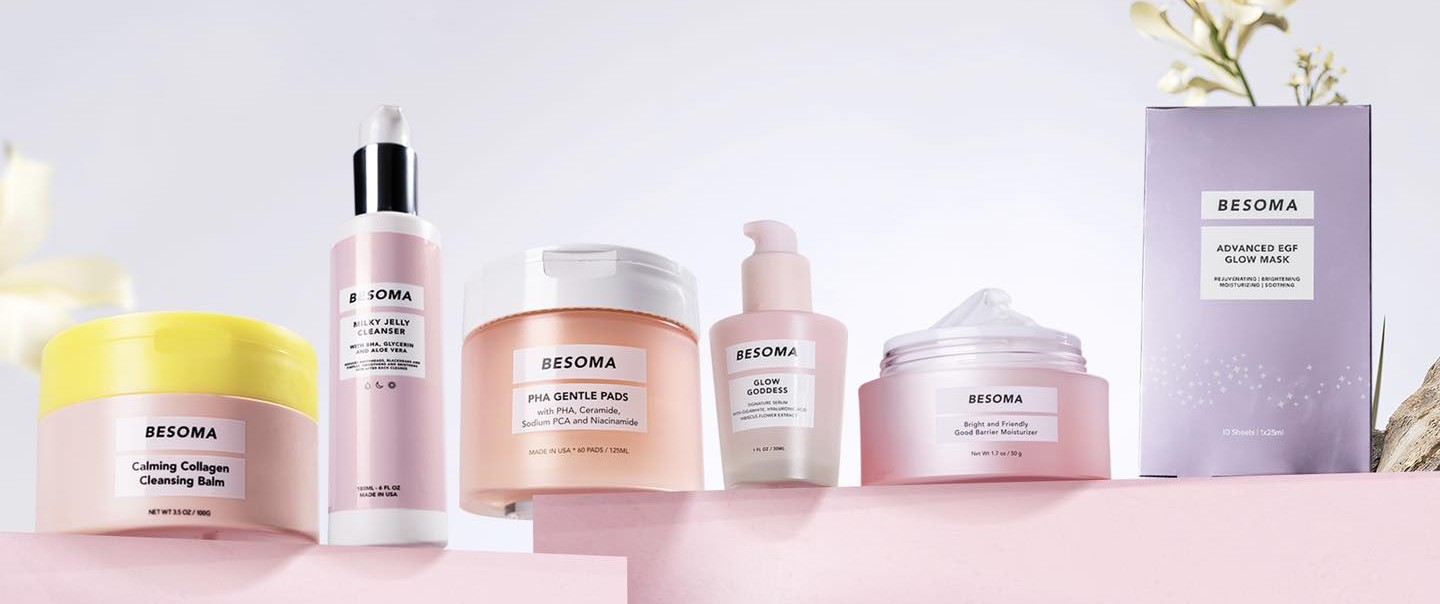 BESOMA
Calming Collagen
Cleansing Balm
NET WT 3.5 OZ / 100G
BESOMA
MILKY JELLY
CLEANSER
WITH BHA, GLYCERIN
AND ALOE VERA
180ML - 6 FL OZ
MADE IN USA
BESOMA
PHA GENTLE PADS
with PHA, Ceramide,
Sodium PCA and Niacinamide
MADE IN USA * 60 PADS / 125ML
BESOMA
GLOW
GODDESS
SIGNATURE SERUM
HIBISCUS FLOWER EXTRACT
1 FL OZ / 30ML
BESOMA
Bright and Friendly
Good Barrier Moisturizer
Net Wt 1.7 oz / 50 g
BESOMA
ADVANCED EGF
GLOW MASK
REJUVENATING | BRIGHTENING
MOISTURIZING | SOOTHING
10 Sheets | 1x25ml